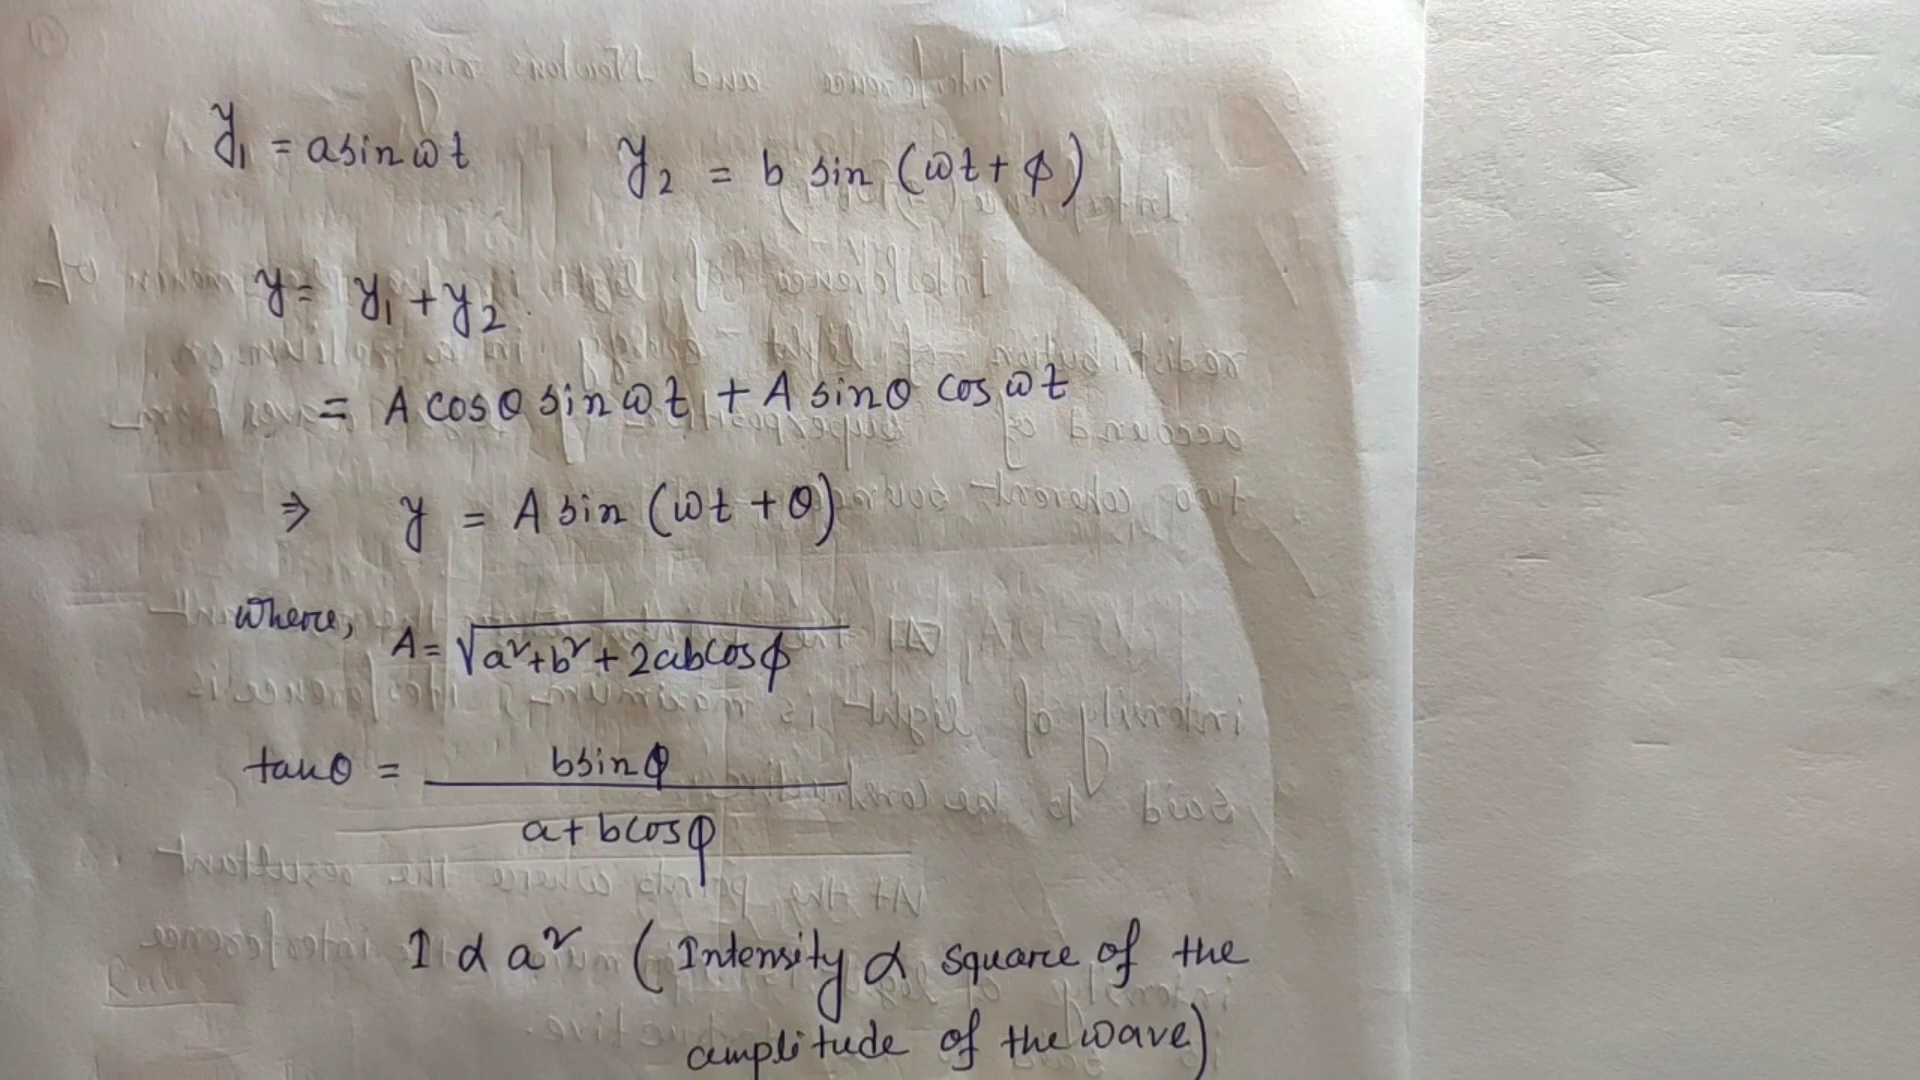 y₁ = a sin ωt    y₂ = b sin (ωt + ϕ)
y = y₁ + y₂
= A cos θ sin ωt + A sin θ cos ωt
⇒ y = A sin (ωt + θ)
where, A = √(a² + b² + 2ab cos ϕ)
tan θ = b sin ϕ / a + b cos ϕ
I α a² (Intensity α square of the
amplitude of the wave)